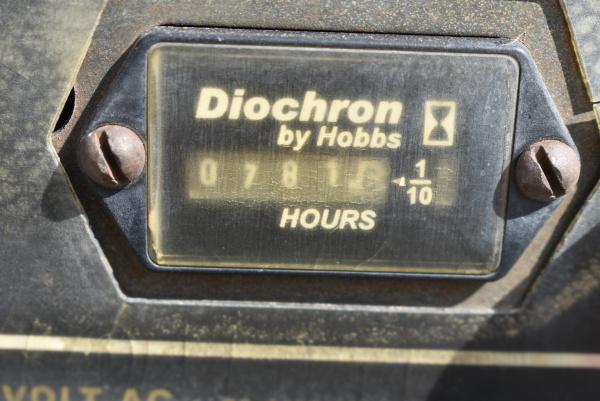 Diochron
by Hobbs
0781
1/10
HOURS
VOLT AC